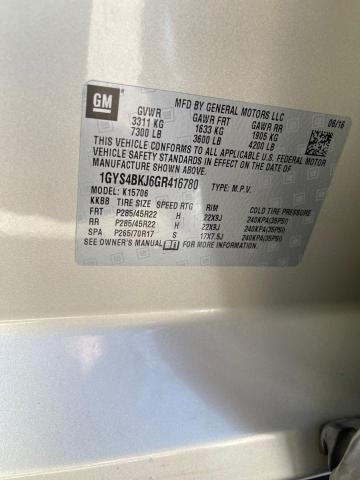 GM
MFD BY GENERAL MOTORS LLC
06/16
GVWR GAWR FRT GAWR RR
3311 KG 1633 KG 1905 KG
7300 LB 3600 LB 4200 LB
THIS VEHICLE CONFORMS TO ALL APPLICABLE U.S. FEDERAL MOTOR VEHICLE SAFETY, BUMPER, AND THEFT PREVENTION STANDARDS IN EFFECT ON THE DATE OF
MANUFACTURE SHOWN ABOVE.
1GYS4BKJ6GR416780 TYPE: M.P.V.
MODEL: K15706
KKBB TIRE SIZE SPEED RTG RIM COLD TIRE PRESSURE
FRT P285/45R22 H 22X9J 240KPA(35PSI)
RR P285/45R22 H 22X9J 240KPA(35PSI)
SPA P265/70R17 S 17X7.5J 240KPA(35PSI)
SEE OWNER'S MANUAL